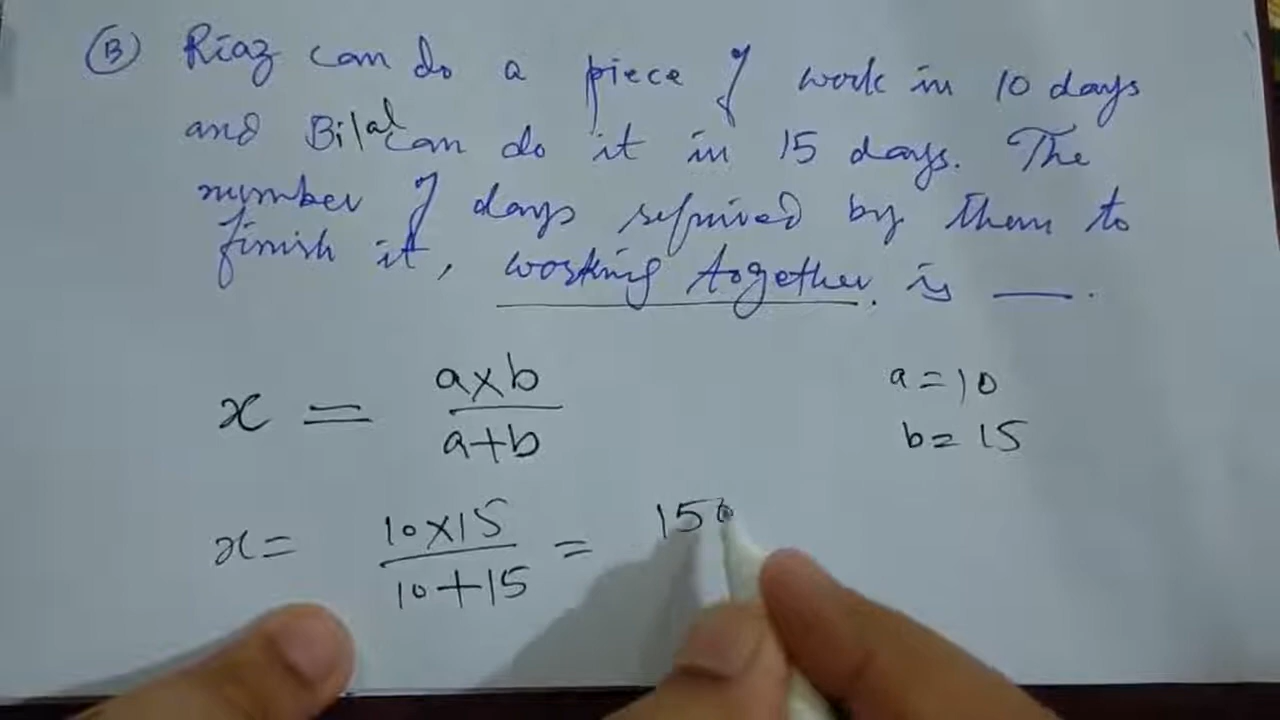 (B) Riaz can do a piece of work in 10 days
and Bilal can do it in 15 days. The
number of days required by them to
finish it, working together. is __.
x = a×b / a+b
a = 10
b = 15
x = 10×15 / 10+15 = 150